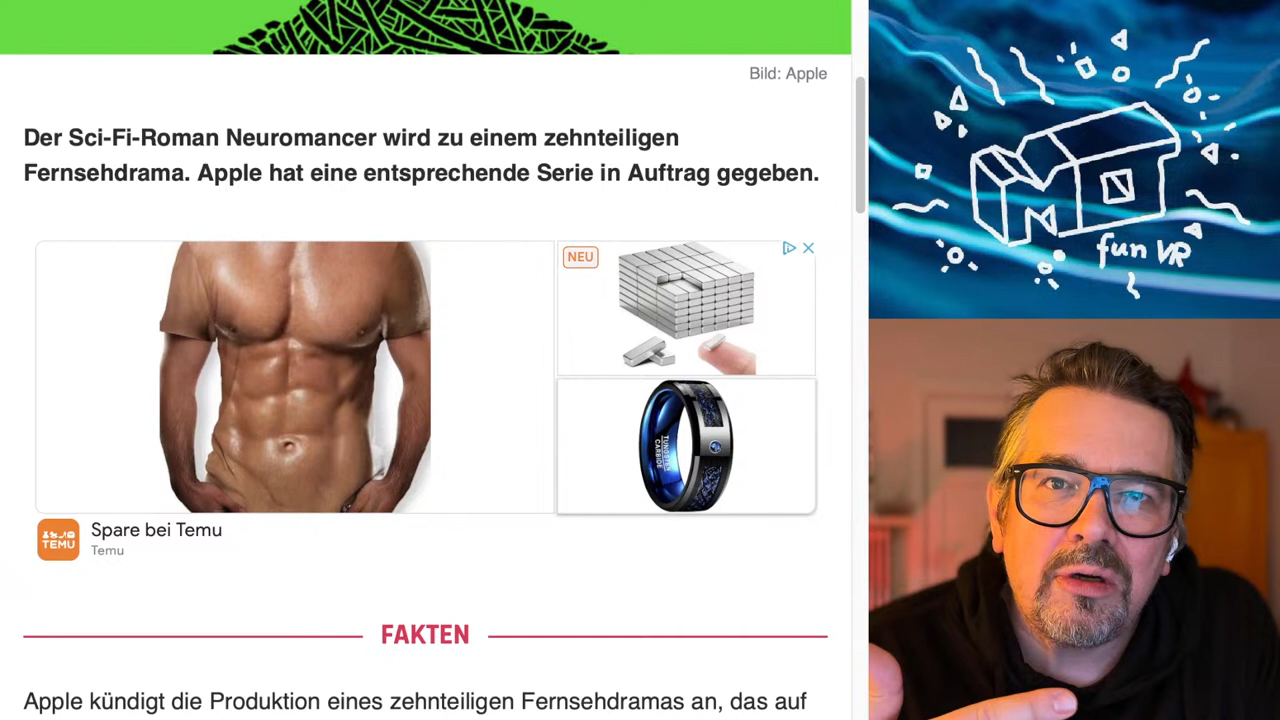 Bild: Apple
Der Sci-Fi-Roman Neuromancer wird zu einem zehnteiligen
Fernsehdrama. Apple hat eine entsprechende Serie in Auftrag gegeben.
NEU
TUNGSTEN
CARBIDE
TEMU
Spare bei Temu
Temu
FAKTEN
Apple kündigt die Produktion eines zehnteiligen Fernsehdramas an, das auf
fun VR